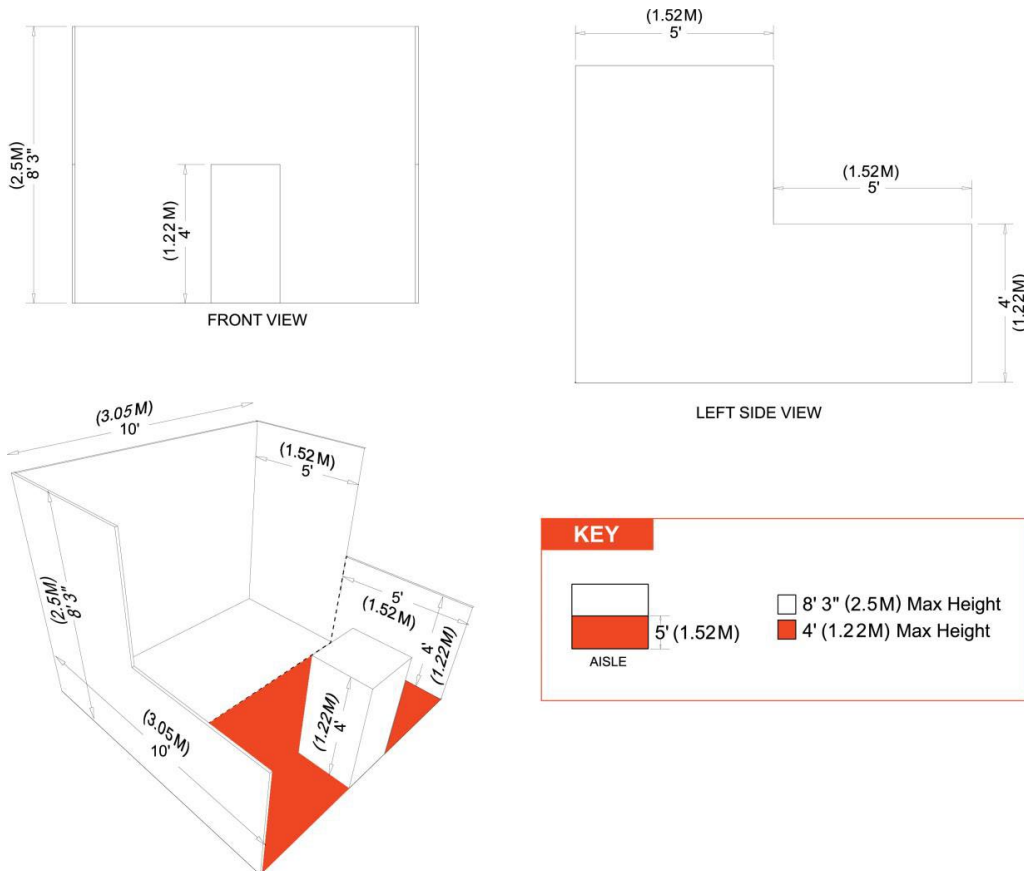 (2.5M)
8' 3"
(1.22M)
4'
FRONT VIEW
(1.52M)
5'
(1.52M)
5'
4'
(1.22M)
LEFT SIDE VIEW
(3.05M)
10'
(1.52M)
5'
(2.5M)
8' 3"
5'
(1.52M)
4'
(1.22M)
(1.22M)
4'
(3.05M)
10'
KEY
5' (1.52M)
AISLE
8' 3" (2.5M) Max Height
4' (1.22M) Max Height